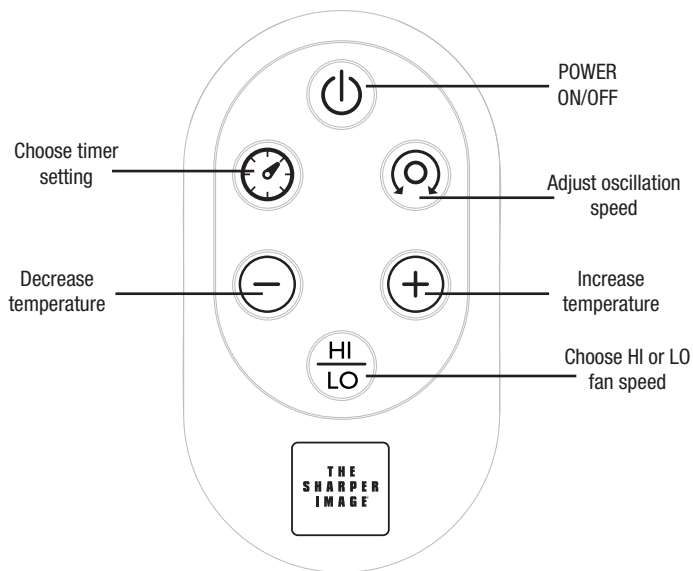 POWER
ON/OFF
Choose timer
setting
Adjust oscillation
speed
Decrease
temperature
Increase
temperature
HI
LO
Choose HI or LO
fan speed
THE
SHARPER
IMAGE